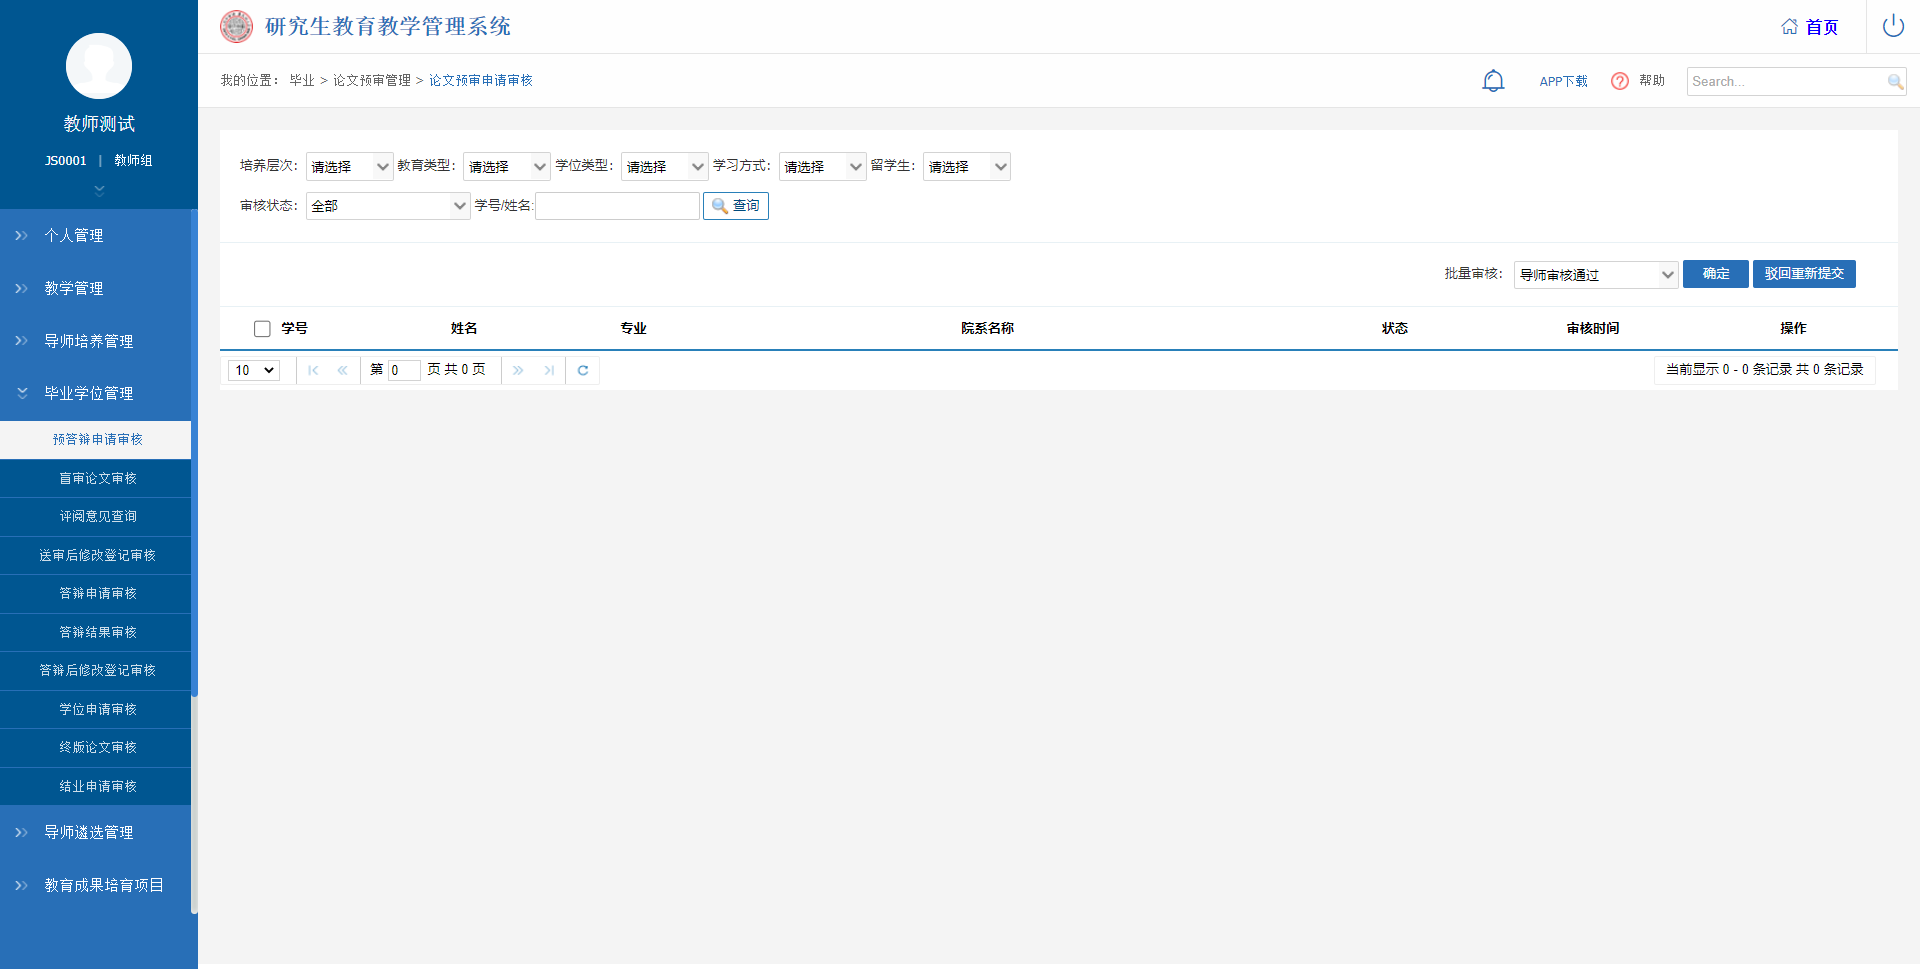 研究生教育教学管理系统
首页
教师测试
JS0001 | 教师组
我的位置: 毕业 > 论文预审管理 > 论文预审申请审核
APP下载
帮助
Search...
个人管理
教学管理
导师培养管理
毕业学位管理
预答辩申请审核
盲审论文审核
评阅意见查询
送审后修改登记审核
答辩申请审核
答辩结果审核
答辩后修改登记审核
学位申请审核
终版论文审核
结业申请审核
导师遴选管理
教育成果培育项目
培养层次: 请选择 教育类型: 请选择 学位类型: 请选择 学习方式: 请选择 留学生: 请选择
审核状态: 全部 学号/姓名: 查询
批量审核: 导师审核通过 确定 驳回重新提交
学号 姓名 专业 院系名称 状态 审核时间 操作
10 第 0 页 共 0 页 当前显示 0 - 0 条记录 共 0 条记录